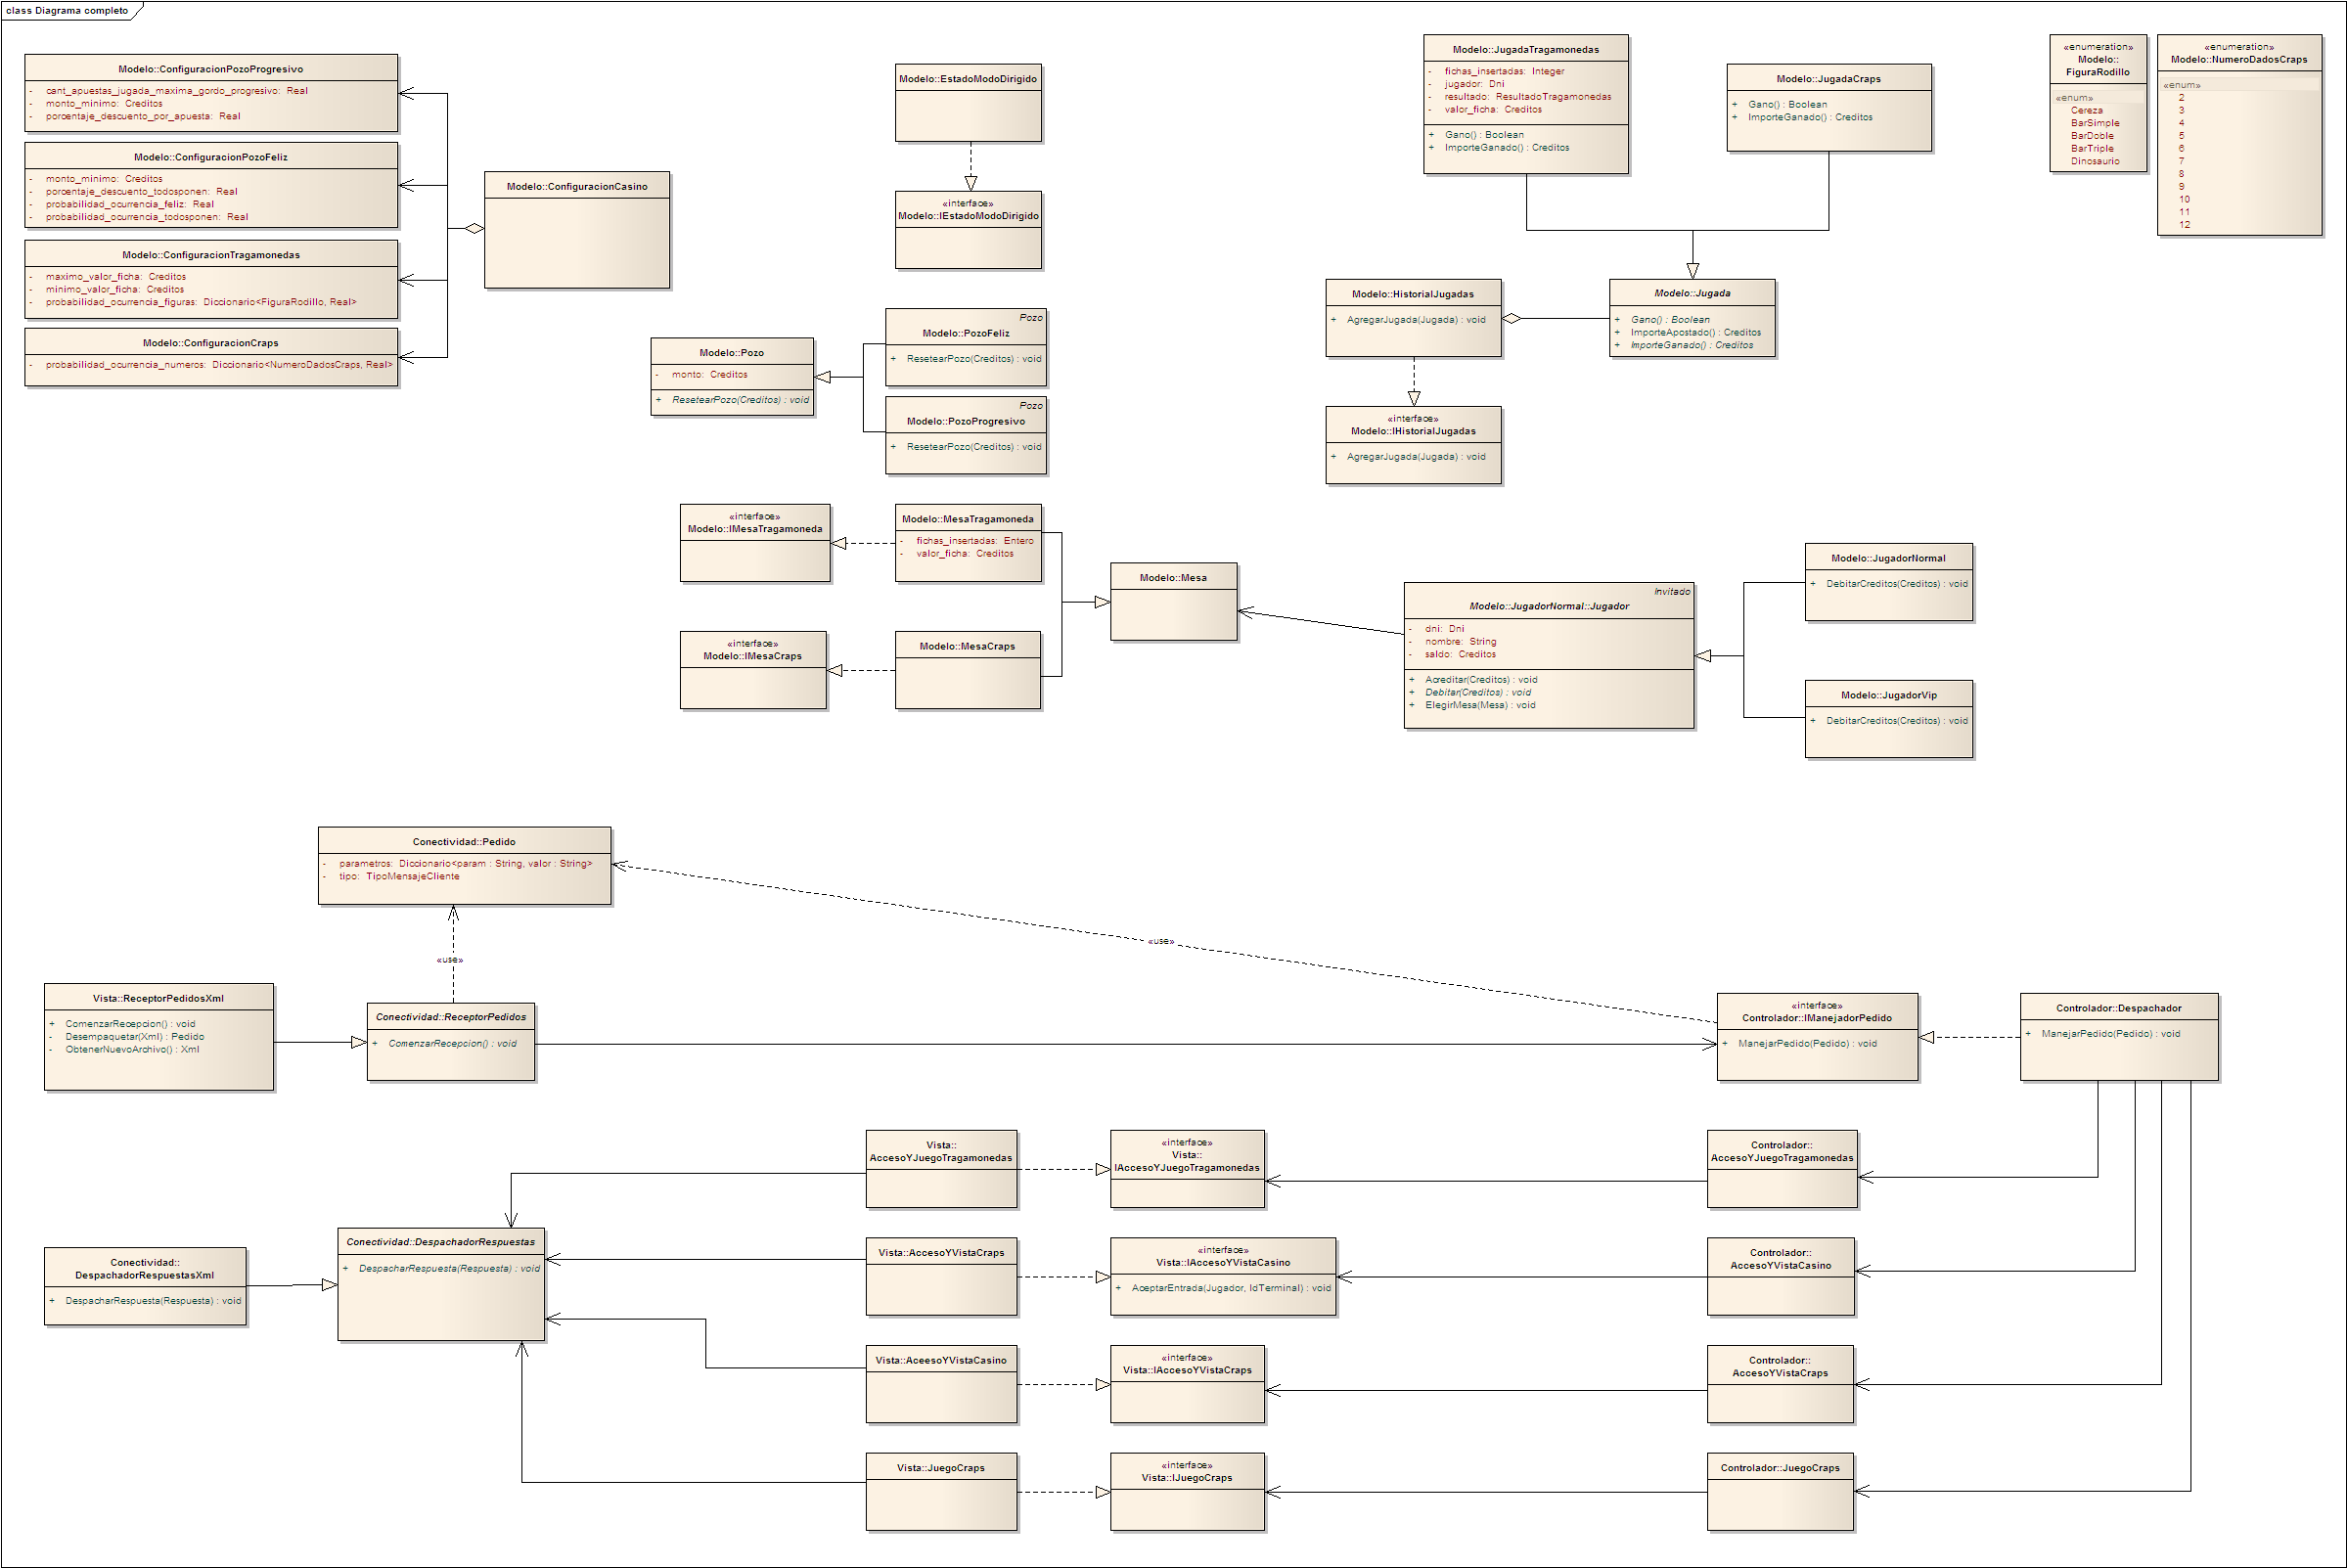 class Diagrama completo
Modelo::ConfiguracionPozoProgresivo
- cant_apuestas_jugada_maxima_gordo_progresivo: Real
- monto_minimo: Creditos
- porcentaje_descuento_por_apuesta: Real
Modelo::ConfiguracionPozoFeliz
- monto_minimo: Creditos
- porcentaje_descuento_todosponen: Real
- probabilidad_ocurrencia_feliz: Real
- probabilidad_ocurrencia_todosponen: Real
Modelo::ConfiguracionTragamonedas
- maximo_valor_ficha: Creditos
- minimo_valor_ficha: Creditos
- probabilidad_ocurrencia_figuras: Diccionario<FiguraRodillo, Real>
Modelo::ConfiguracionCraps
- probabilidad_ocurrencia_numeros: Diccionario<NumeroDadosCraps, Real>
Modelo::ConfiguracionCasino
Modelo::EstadoModoDirigido
«interface»
Modelo::IEstadoModoDirigido
Modelo::Pozo
- monto: Creditos
+ ResetearPozo(Creditos) : void
Pozo
Modelo::PozoFeliz
+ ResetearPozo(Creditos) : void
Pozo
Modelo::PozoProgresivo
+ ResetearPozo(Creditos) : void
Modelo::JugadaTragamonedas
- fichas_insertadas: Integer
- jugador: Dni
- resultado: ResultadoTragamonedas
- valor_ficha: Creditos
+ Gano() : Boolean
+ ImporteGanado() : Creditos
Modelo::JugadaCraps
+ Gano() : Boolean
+ ImporteGanado() : Creditos
«enumeration»
Modelo::
FiguraRodillo
«enum»
Cereza
BarSimple
BarDoble
BarTriple
Dinosaurio
«enumeration»
Modelo::NumeroDadosCraps
«enum»
2
3
4
5
6
7
8
9
10
11
12
Modelo::HistorialJugadas
+ AgregarJugada(Jugada) : void
Modelo::Jugada
+ Gano() : Boolean
+ ImporteApostado() : Creditos
+ ImporteGanado() : Creditos
«interface»
Modelo::IHistorialJugadas
+ AgregarJugada(Jugada) : void
«interface»
Modelo::IMesaTragamoneda
Modelo::MesaTragamoneda
- fichas_insertadas: Entero
- valor_ficha: Creditos
«interface»
Modelo::IMesaCraps
Modelo::MesaCraps
Modelo::Mesa
Invitado
Modelo::JugadorNormal::Jugador
- dni: Dni
- nombre: String
- saldo: Creditos
+ Acreditar(Creditos) : void
+ Debitar(Creditos) : void
+ ElegirMesa(Mesa) : void
Modelo::JugadorNormal
+ DebitarCreditos(Creditos) : void
Modelo::JugadorVip
+ DebitarCreditos(Creditos) : void
Conectividad::Pedido
- parametros: Diccionario<param : String, valor : String>
- tipo: TipoMensajeCliente
«use»
«use»
Vista::ReceptorPedidosXml
+ ComenzarRecepcion() : void
- Desempaquetar(Xml) : Pedido
- ObtenerNuevoArchivo() : Xml
Conectividad::ReceptorPedidos
+ ComenzarRecepcion() : void
«interface»
Controlador::IManejadorPedido
+ ManejarPedido(Pedido) : void
Controlador::Despachador
+ ManejarPedido(Pedido) : void
Vista::
AccesoYJuegoTragamonedas
«interface»
Vista::
IAccesoYJuegoTragamonedas
Controlador::
AccesoYJuegoTragamonedas
Conectividad::
DespachadorRespuestasXml
+ DespacharRespuesta(Respuesta) : void
Conectividad::DespachadorRespuestas
+ DespacharRespuesta(Respuesta) : void
Vista::AccesoYVistaCraps
«interface»
Vista::IAccesoYVistaCasino
+ AceptarEntrada(Jugador, IdTerminal) : void
Controlador::
AccesoYVistaCasino
Vista::AceesoYVistaCasino
«interface»
Vista::IAccesoYVistaCraps
Controlador::
AccesoYVistaCraps
Vista::JuegoCraps
«interface»
Vista::IJuegoCraps
Controlador::JuegoCraps